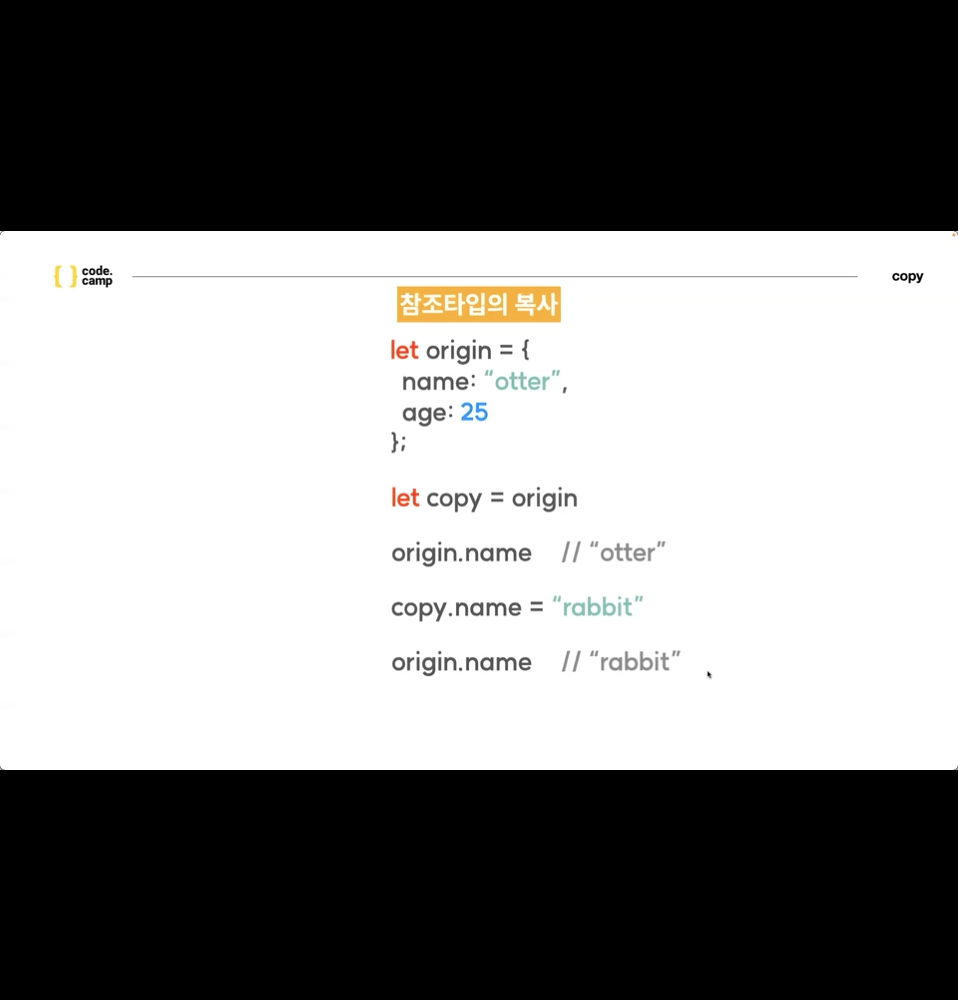 { } code.
camp
copy
참조타입의 복사
let origin = {
name: “otter”,
age: 25
};
let copy = origin
origin.name // “otter”
copy.name = “rabbit”
origin.name // “rabbit”